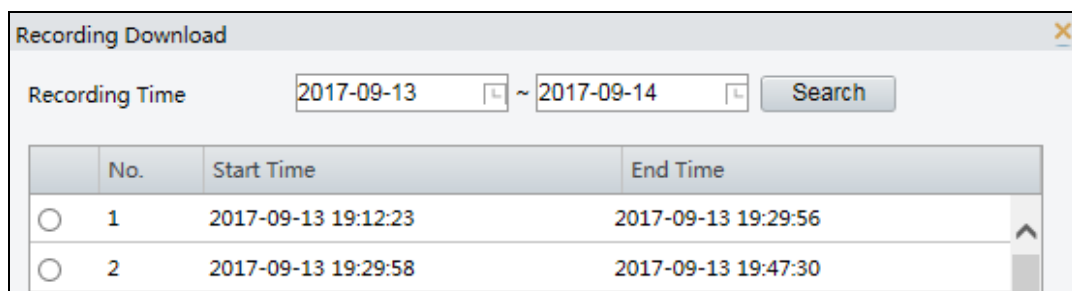 Recording Download
Recording Time 2017-09-13 ~ 2017-09-14 Search
No. Start Time End Time
1 2017-09-13 19:12:23 2017-09-13 19:29:56
2 2017-09-13 19:29:58 2017-09-13 19:47:30